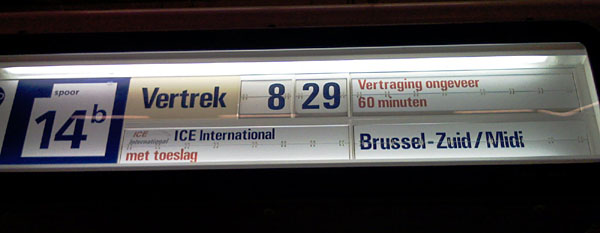 spoor
14b
Vertrek 8 29
Vertraging ongeveer
60 minuten
ICE
International
ICE International
met toeslag
Brussel-Zuid/Midi